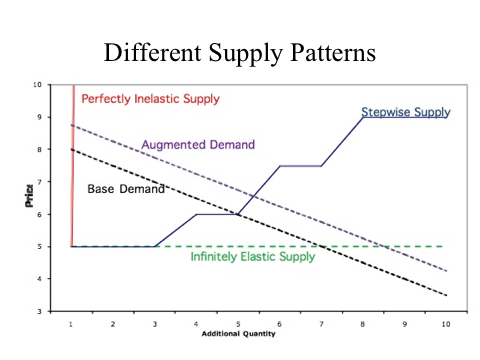 Different Supply Patterns
10
Perfectly Inelastic Supply
Stepwise Supply
9
Augmented Demand
8
Base Demand
7
Price
6
5
Infinitely Elastic Supply
4
3
1 2 3 4 5 6 7 8 9 10
Additional Quantity